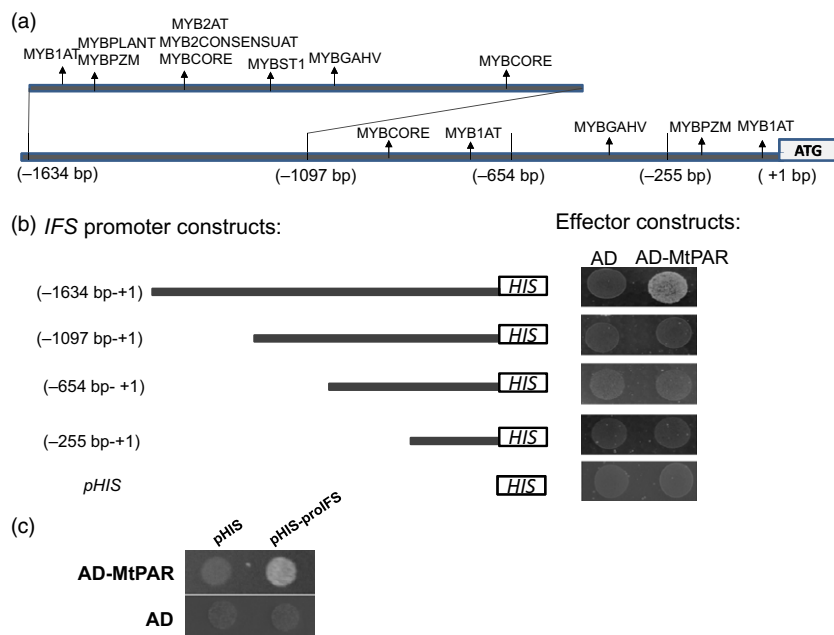 (a)
MYB1AT
MYBPLANT
MYBPZM
MYB2AT
MYB2CONSENSUAT
MYBCORE
MYBST1
MYBGAHV
MYBCORE
MYBCORE
MYB1AT
MYBGAHV
MYBPZM
MYB1AT
ATG
(–1634 bp)
(–1097 bp)
(–654 bp)
(–255 bp)
( +1 bp)
(b) IFS promoter constructs:
Effector constructs:
AD AD-MtPAR
(–1634 bp-+1) HIS
(–1097 bp-+1) HIS
(–654 bp- +1) HIS
(–255 bp-+1) HIS
pHIS HIS
(c)
pHIS pHIS-proIFS
AD-MtPAR
AD